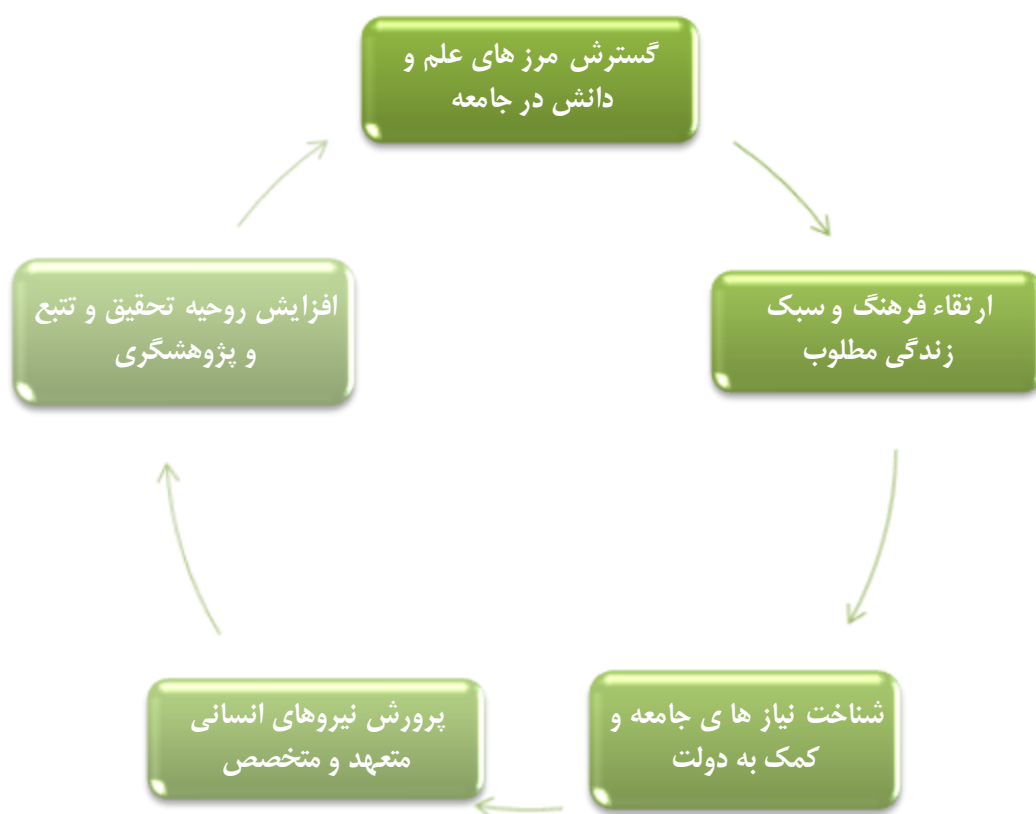 گسترش مرز های علم و
دانش در جامعه
ارتقاء فرهنگ و سبک
زندگی مطلوب
شناخت نیاز ها ی جامعه و
کمک به دولت
پرورش نیروهای انسانی
متعهد و متخصص
افزایش روحیه تحقیق و تتبع
و پژوهشگری